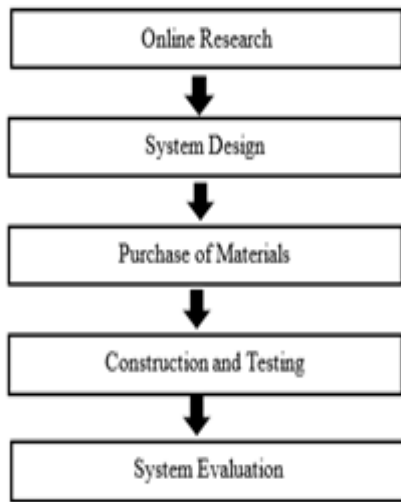 Online Research
System Design
Purchase of Materials
Construction and Testing
System Evaluation